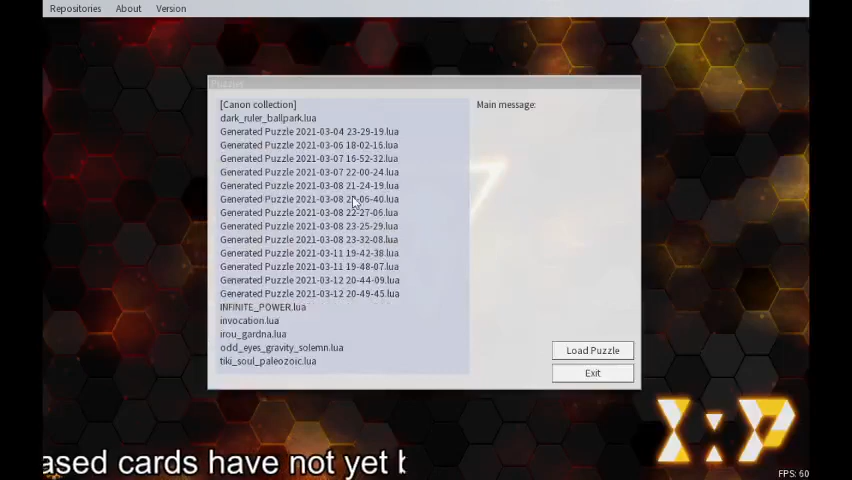 Repositories About Version
Puzzles
[Canon collection] Main message:
dark_ruler_ballpark.lua
Generated Puzzle 2021-03-04 23-29-19.lua
Generated Puzzle 2021-03-06 18-02-16.lua
Generated Puzzle 2021-03-07 16-52-32.lua
Generated Puzzle 2021-03-07 22-00-24.lua
Generated Puzzle 2021-03-08 21-24-19.lua
Generated Puzzle 2021-03-08
Generated Puzzle 2021-03-08 22-27-06.lua
Generated Puzzle 2021-03-08 23-25-29.lua
Generated Puzzle 2021-03-08 23-32-08.lua
Generated Puzzle 2021-03-11 19-42-38.lua
Generated Puzzle 2021-03-11 19-48-07.lua
Generated Puzzle 2021-03-12 20-44-09.lua
Generated Puzzle 2021-03-12 20-49-45.lua
INFINITE_POWER.lua
invocation.lua
irou_gardna.lua
odd_eyes_gravity_solemn.lua
tiki_soul_paleozoic.lua
Load Puzzle
Exit
X:P
ased cards have not yet b
FPS: 60